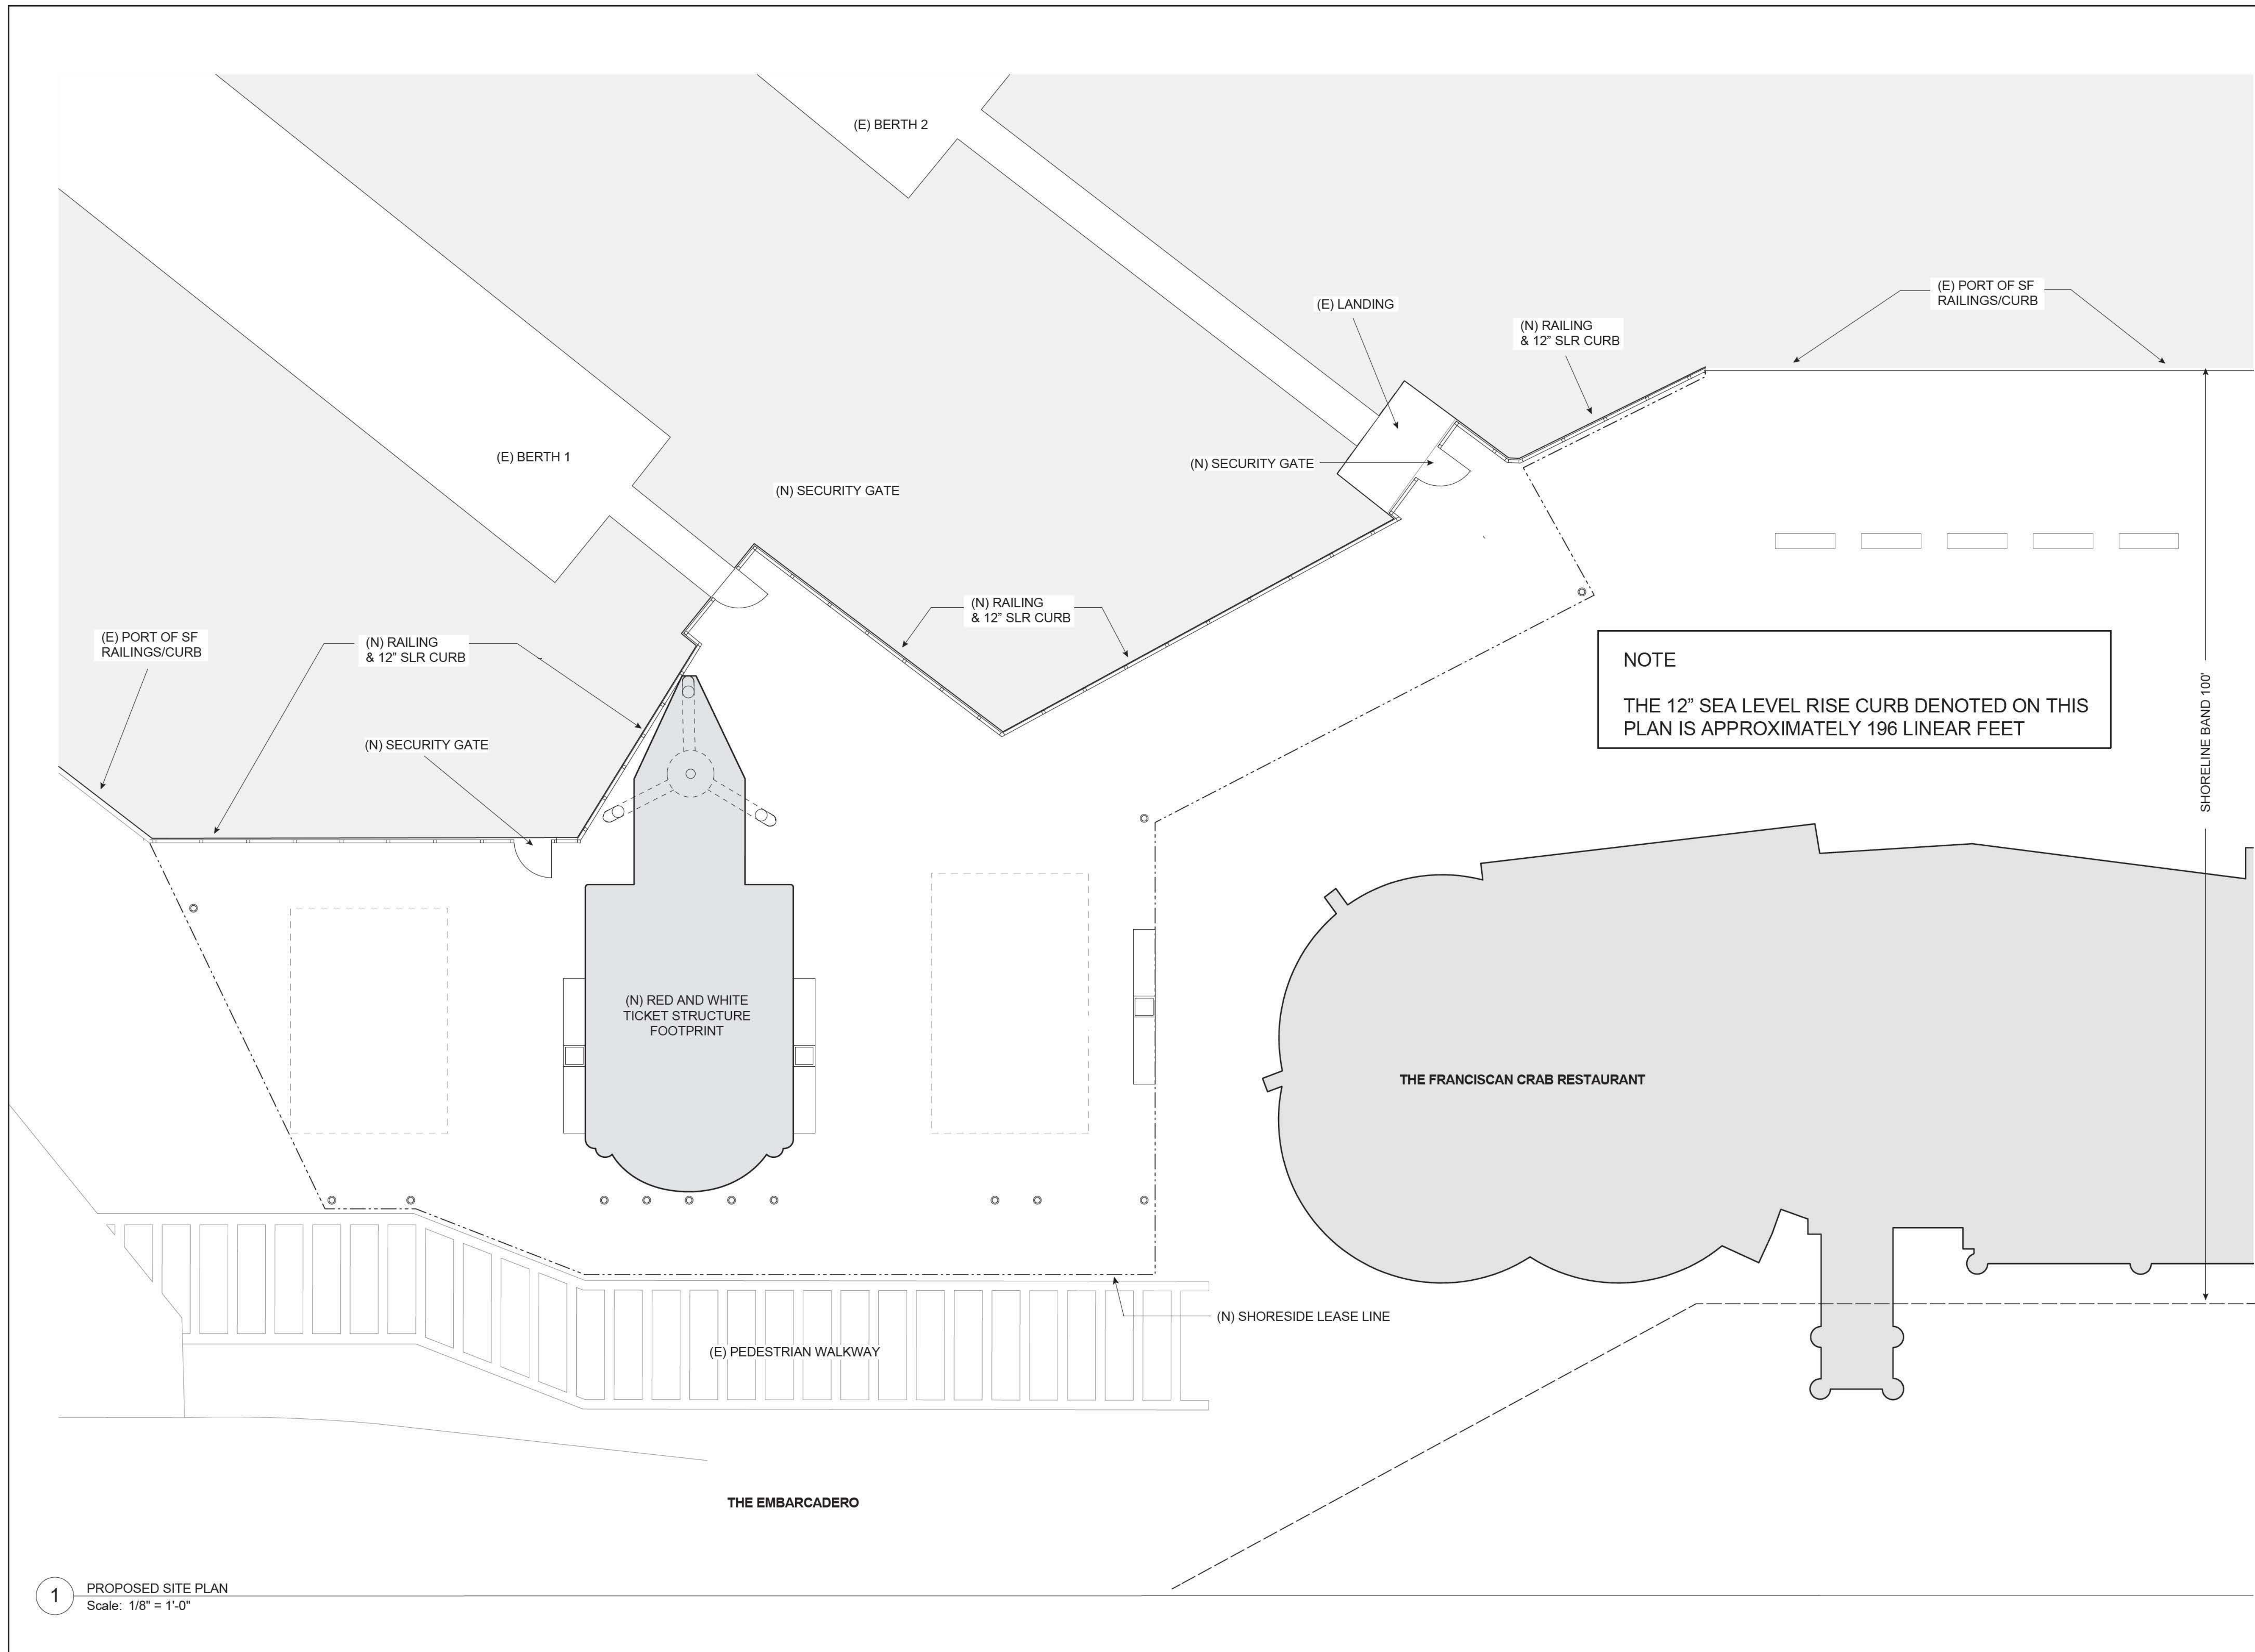 (E) BERTH 2
(E) LANDING
(E) PORT OF SF
RAILINGS/CURB
(N) RAILING
& 12” SLR CURB
(E) BERTH 1
(N) SECURITY GATE
(N) SECURITY GATE
(N) RAILING
& 12” SLR CURB
(E) PORT OF SF
RAILINGS/CURB
(N) RAILING
& 12” SLR CURB
(N) SECURITY GATE
NOTE
THE 12” SEA LEVEL RISE CURB DENOTED ON THIS
PLAN IS APPROXIMATELY 196 LINEAR FEET
SHORELINE BAND 100'
(N) RED AND WHITE
TICKET STRUCTURE
FOOTPRINT
THE FRANCISCAN CRAB RESTAURANT
(N) SHORESIDE LEASE LINE
(E) PEDESTRIAN WALKWAY
THE EMBARCADERO
1
PROPOSED SITE PLAN
Scale: 1/8" = 1'-0"